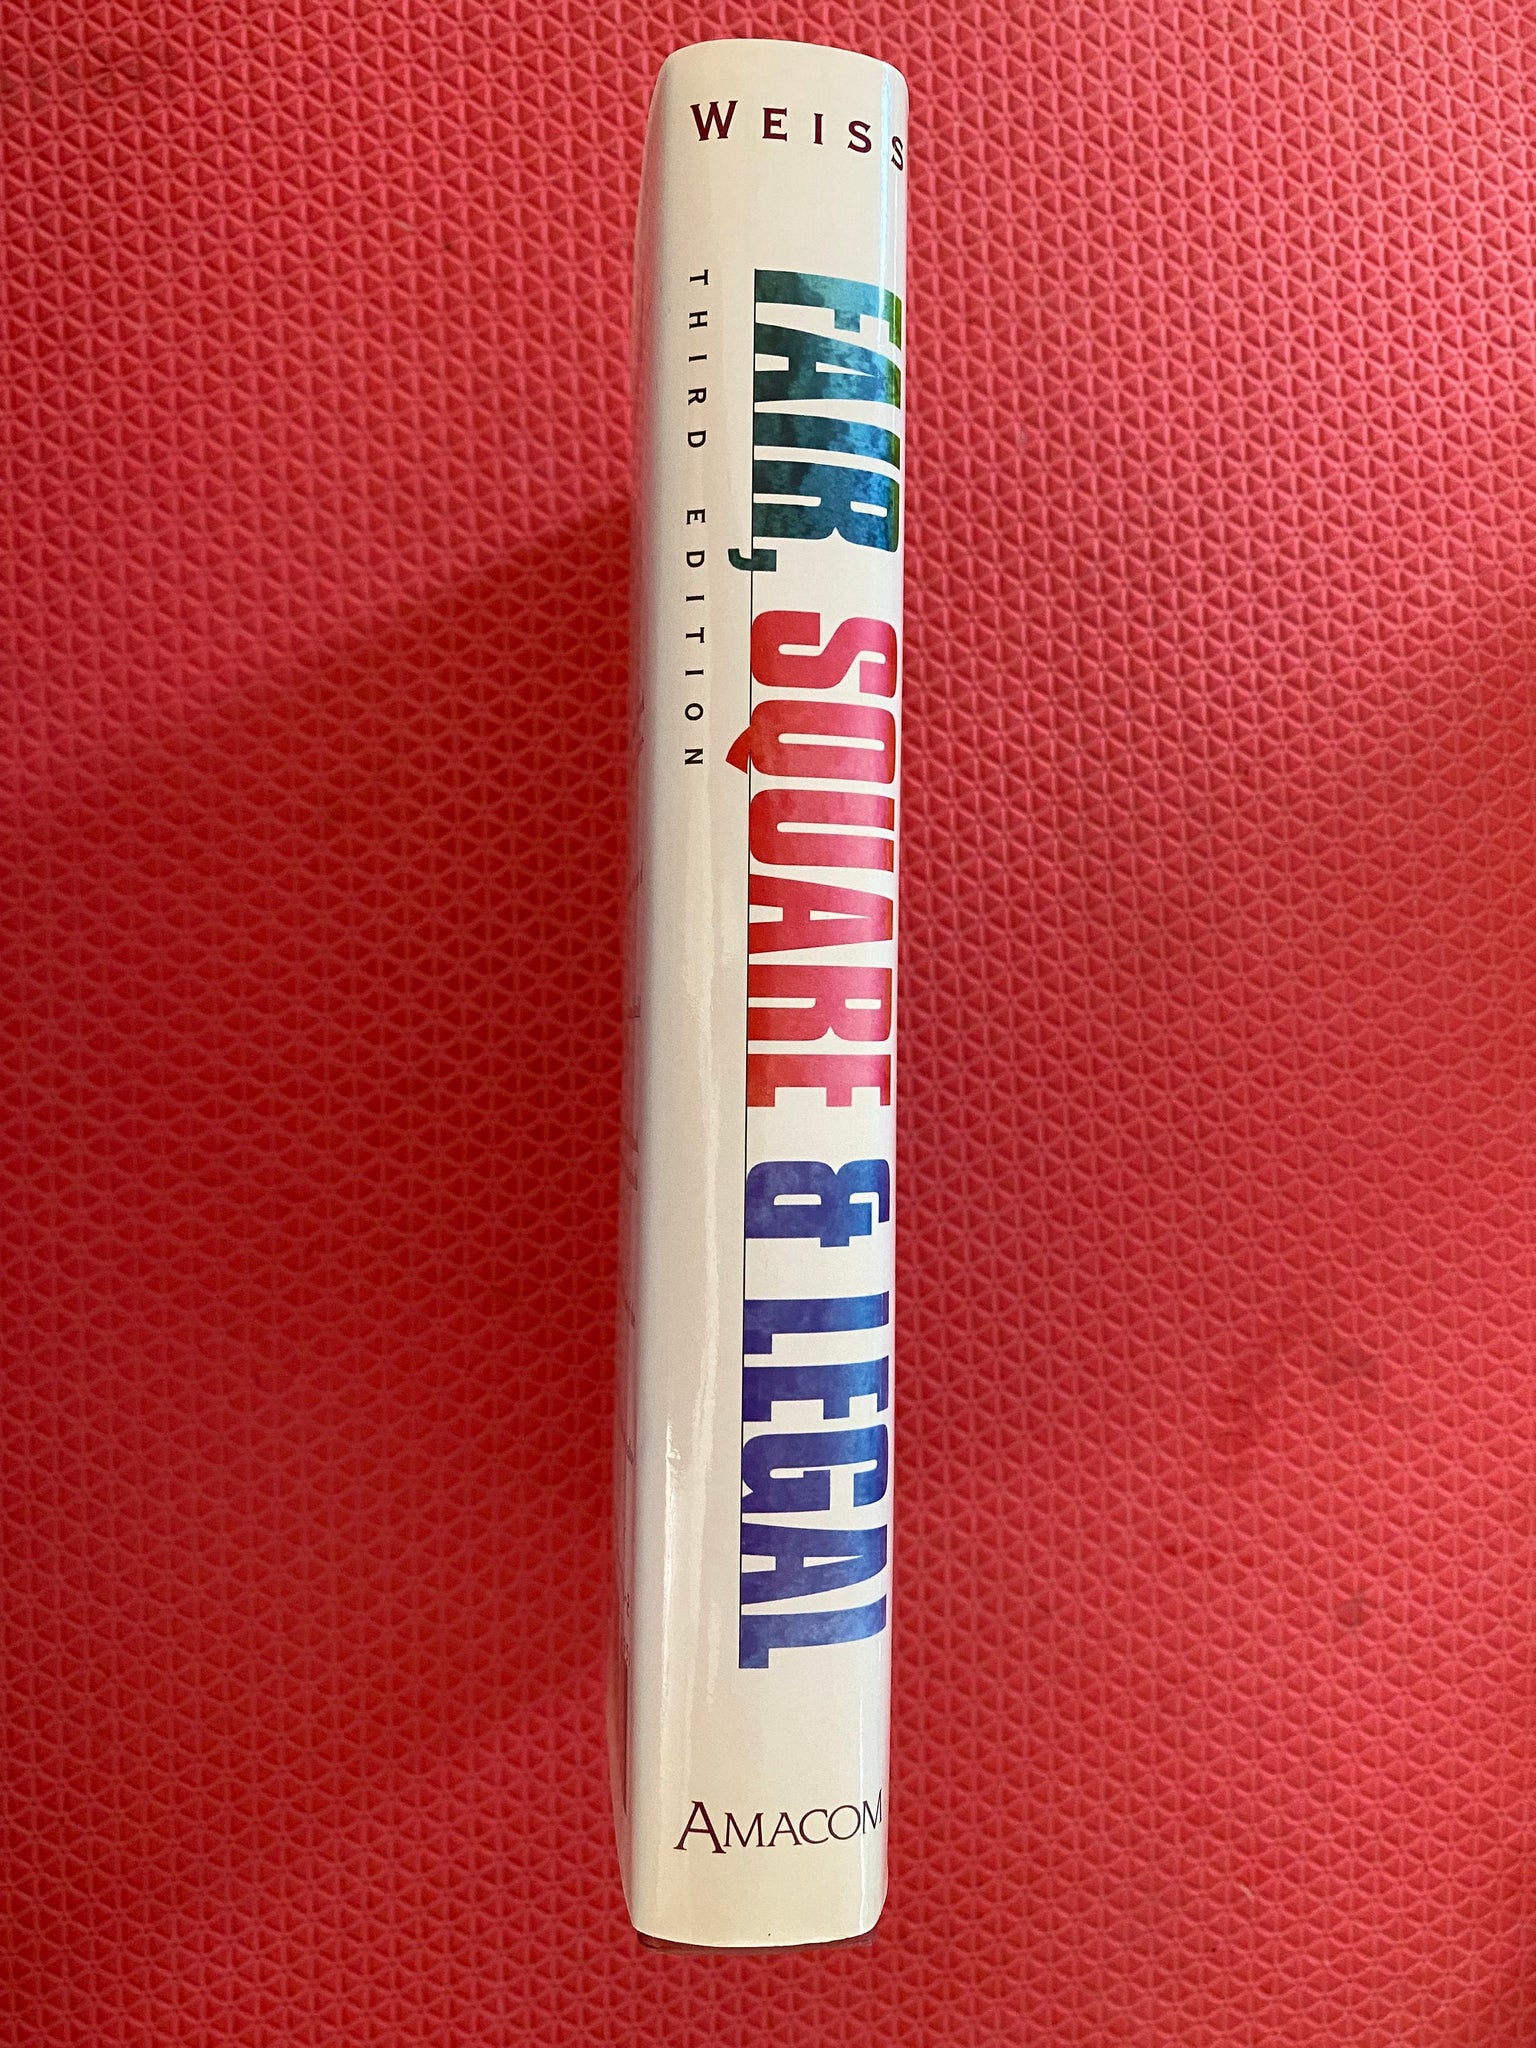 WEISS
FAIR, SQUARE & LEGAL
THIRD EDITION
AMACOM